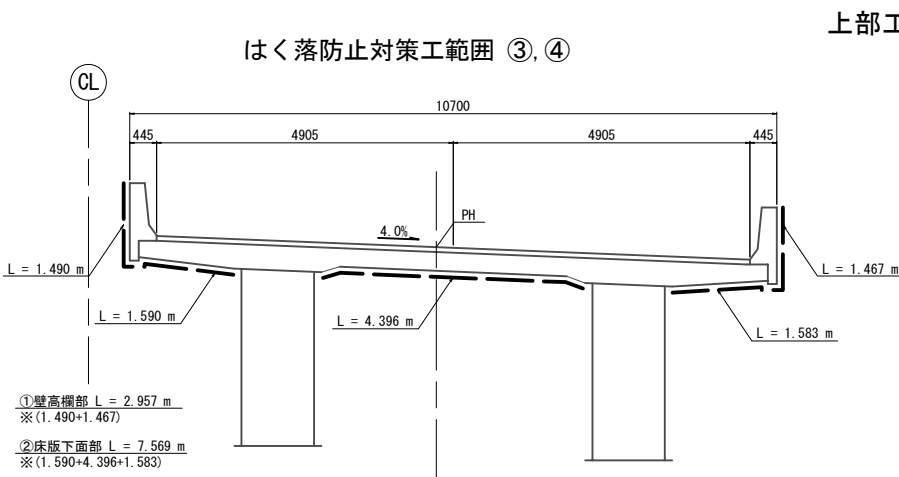 上部工
はく落防止対策工範囲 ③,④
CL
10700
445
4905
4905
445
PH
4.0%
L = 1.490 m
L = 1.467 m
L = 1.590 m
L = 4.396 m
L = 1.583 m
①壁高欄部 L = 2.957 m
※(1.490+1.467)
②床版下面部 L = 7.569 m
※(1.590+4.396+1.583)